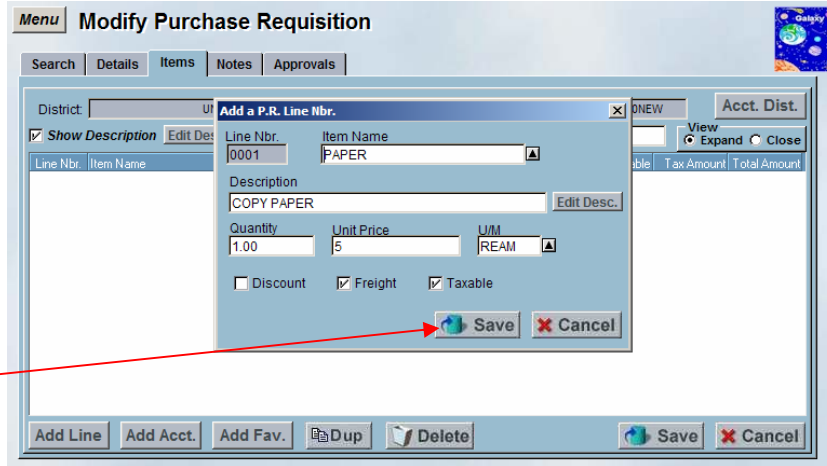 Menu Modify Purchase Requisition
Galaxy
Search Details Items Notes Approvals
District: Acct. Dist.
Show Description View
Expand Close
Line Nbr. Item Name Tax Amount Total Amount
Add a P.R. Line Nbr.
Line Nbr. Item Name
0001 PAPER
Description
COPY PAPER Edit Desc.
Quantity Unit Price U/M
1.00 5 REAM
Discount Freight Taxable
Save Cancel
Add Line Add Acct. Add Fav. Dup Delete Save Cancel